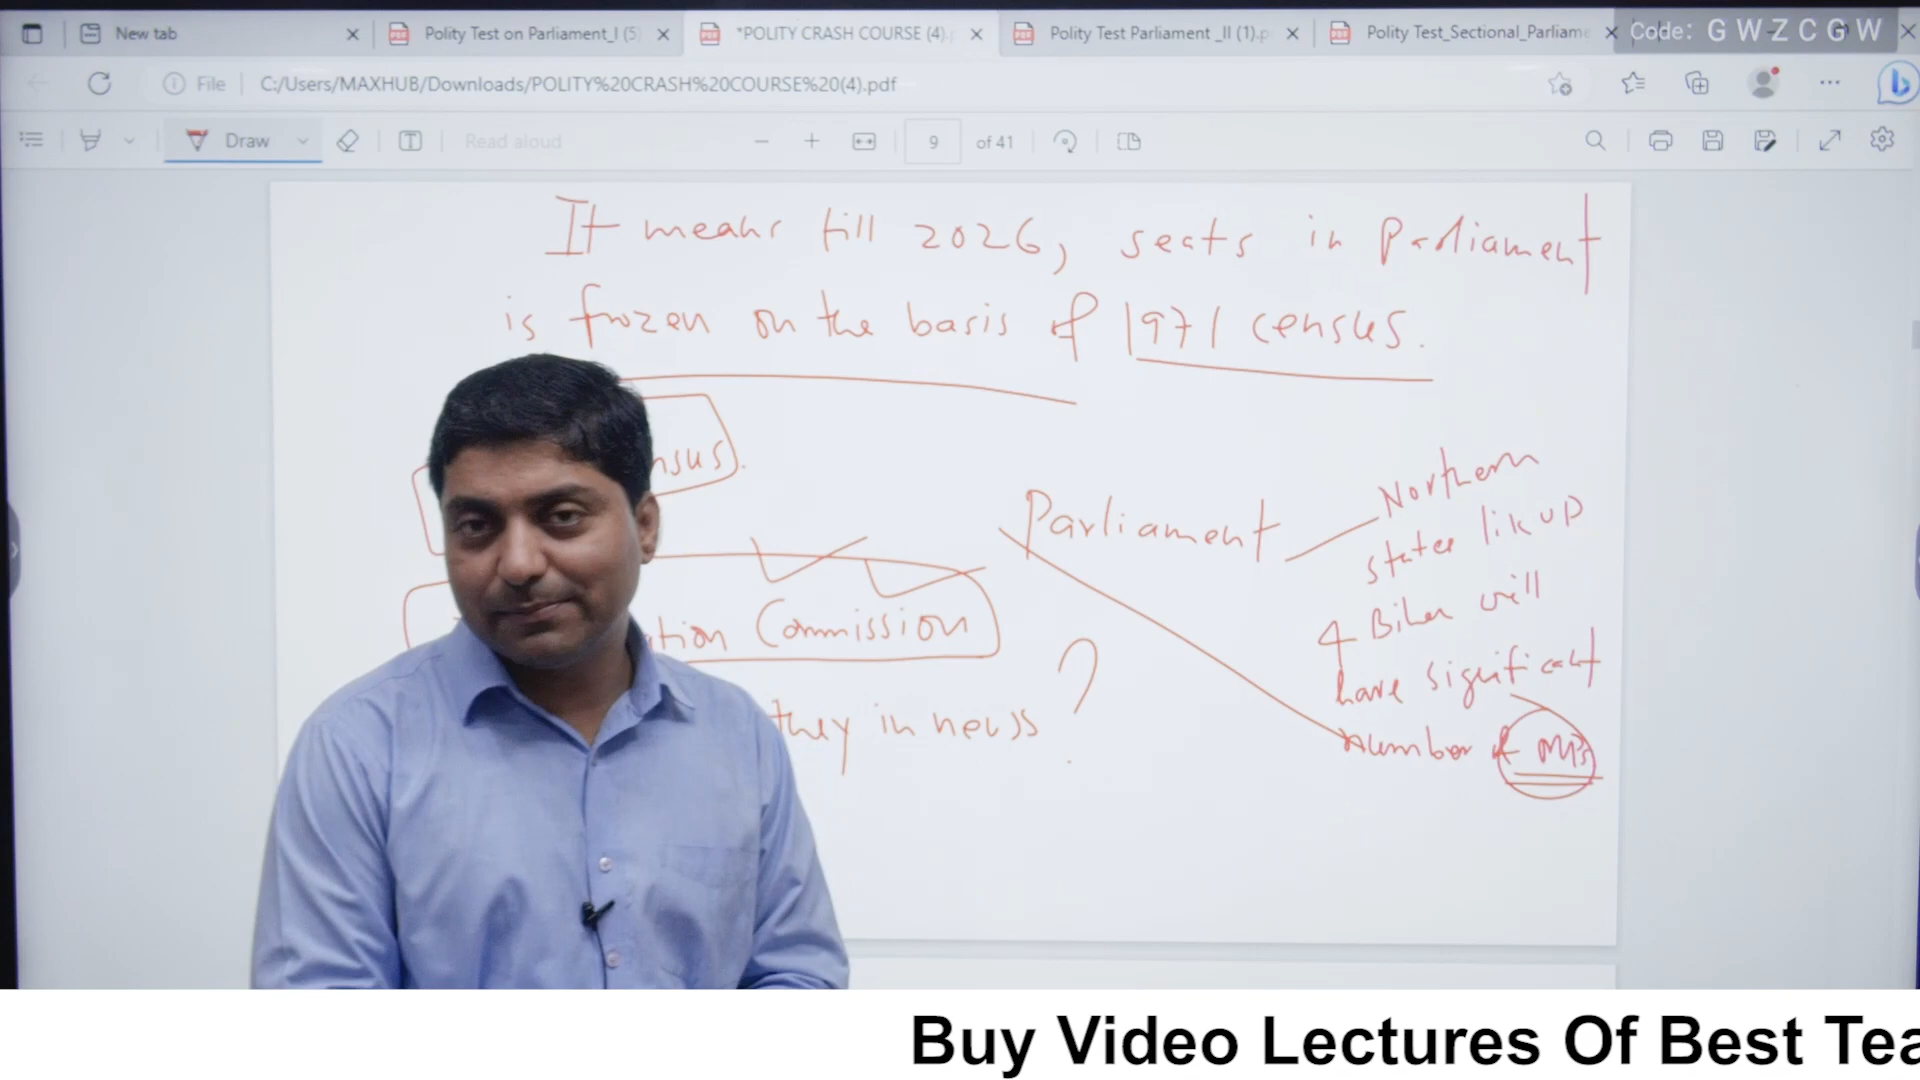 New tab
Polity Test on Parliament_I (5)
*POLITY CRASH COURSE (4).p
Polity Test Parliament _II (1).p
Polity Test_Sectional_Parliame
Code: G W Z C G W
File
C:/Users/MAXHUB/Downloads/POLITY%20CRASH%20COURSE%20(4).pdf
Draw
Read aloud
9 of 41
It means till 2026, seats in Parliament
is frozen on the basis of 1971 census.
nsus.
Parliament
Northern
states lik UP
& Bihar will
have significant
number of MPs
ation Commission
they in news ?
Buy Video Lectures Of Best Tea